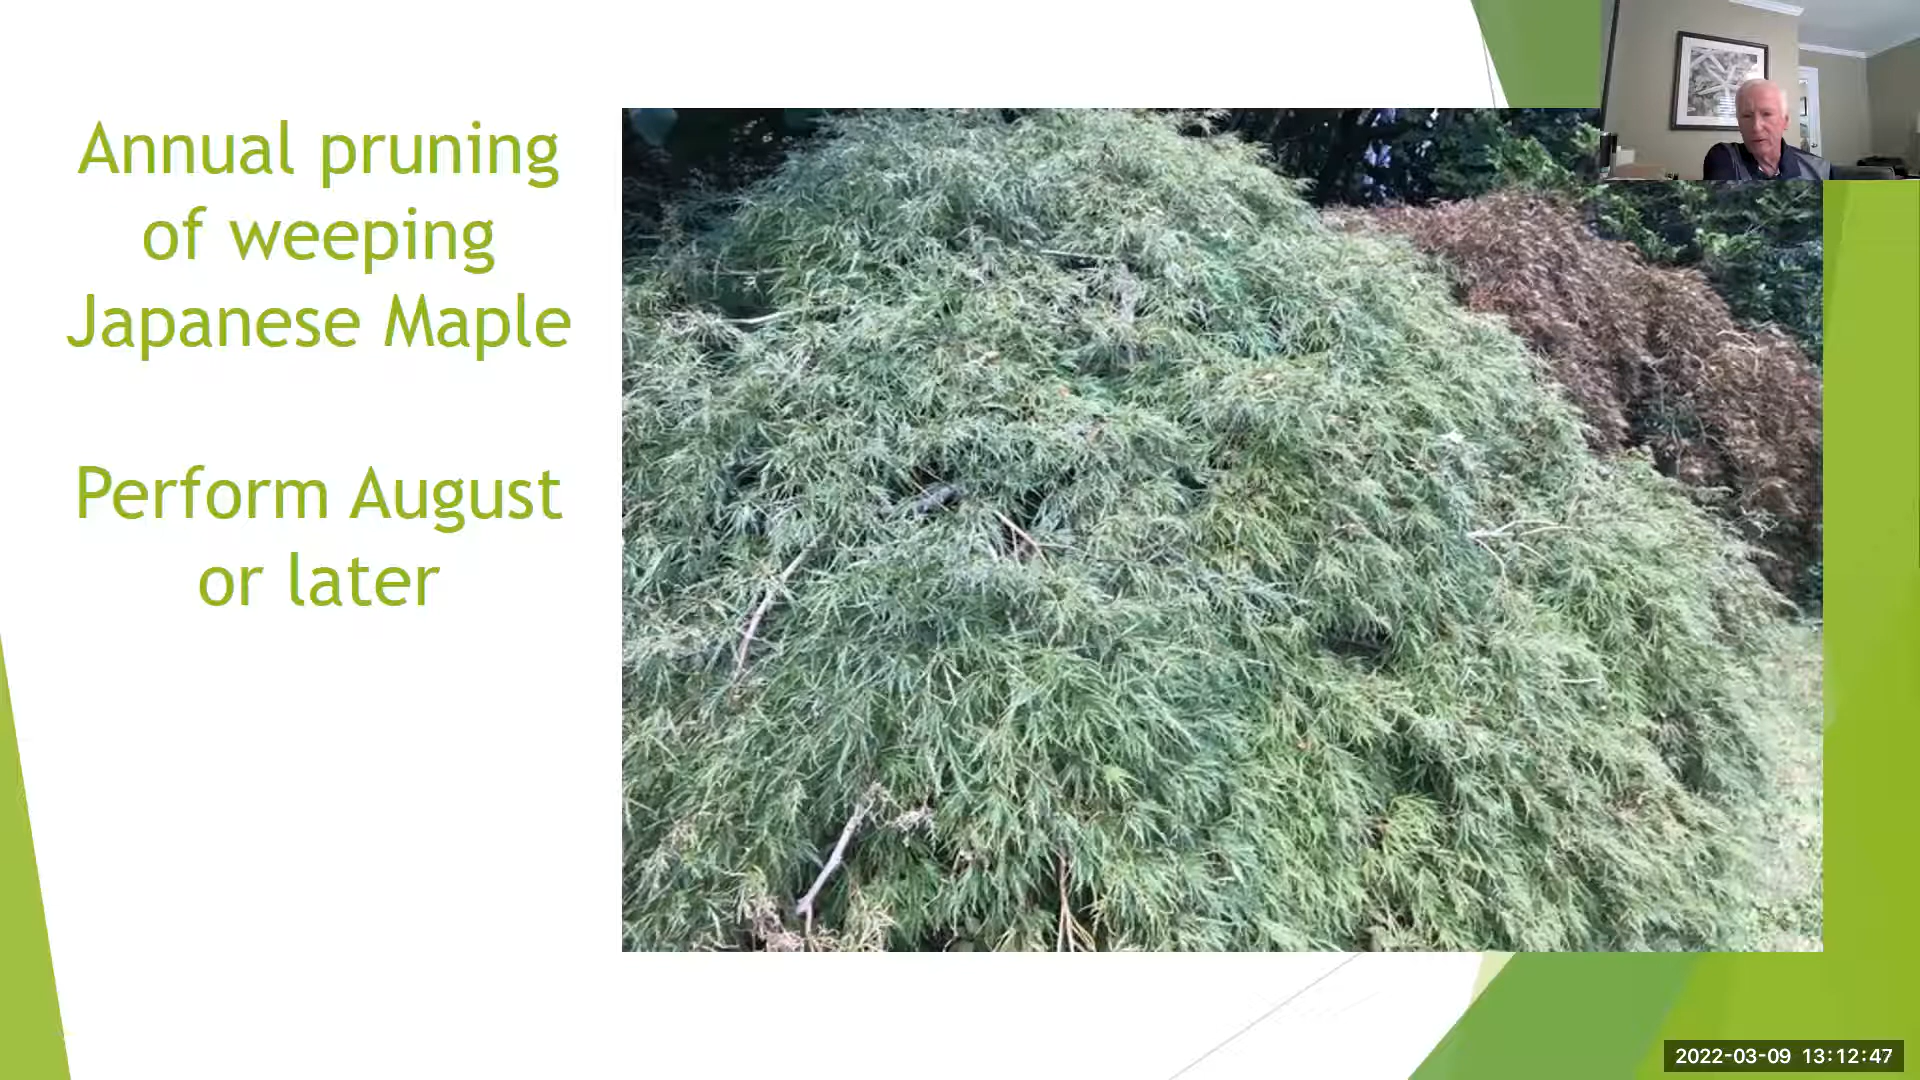 Annual pruning
of weeping
Japanese Maple
Perform August
or later
2022-03-09 13:12:47